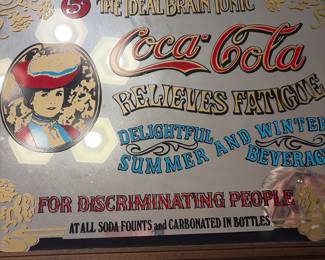 5¢ THE IDEAL BRAIN TONIC
Coca-Cola
RELIEVES FATIGUE
DELIGHTFUL
SUMMER AND WINTER
BEVERAG
FOR DISCRIMINATING PEOPLE
AT ALL SODA FOUNTS and CARBONATED IN BOTTLES